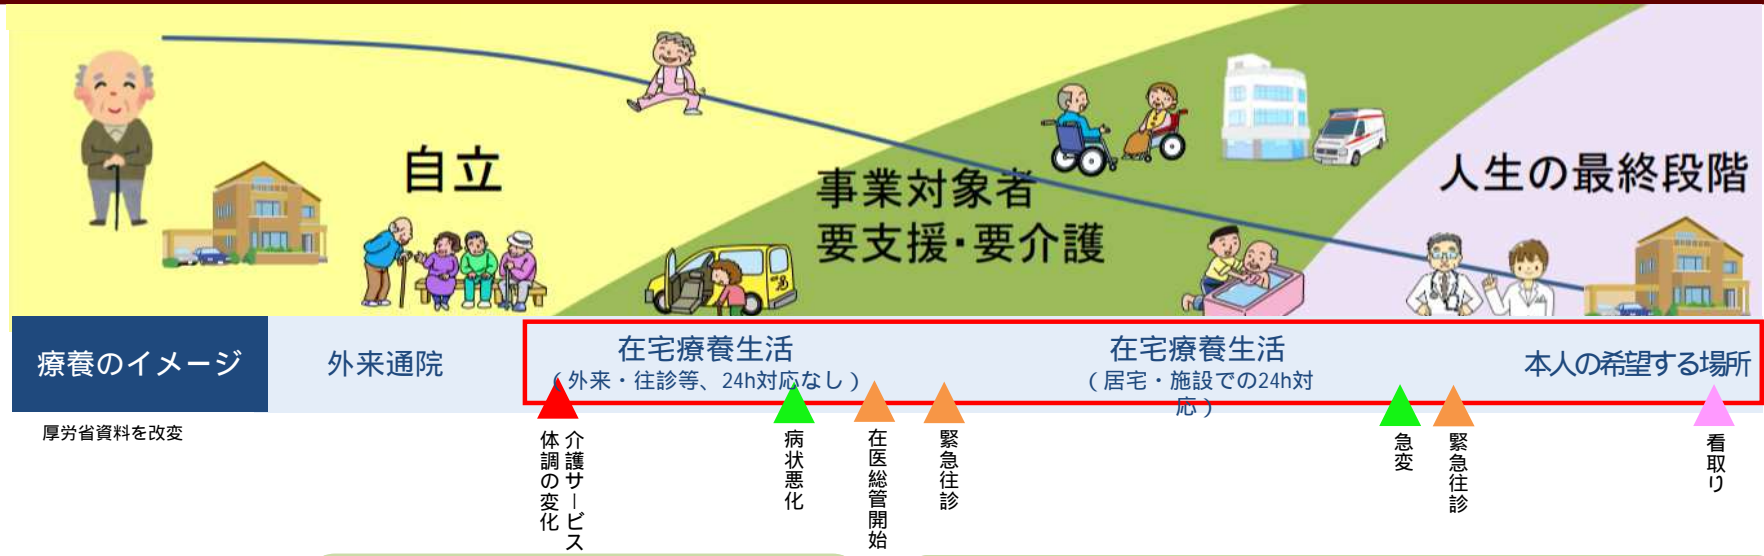 自立
事業対象者
要支援・要介護
人生の最終段階
療養のイメージ
外来通院
在宅療養生活
（外来・往診等、24h対応なし）
在宅療養生活
（居宅・施設での24h対
応）
本人の希望する場所
厚労省資料を改変
介護サービス
体調の変化
病状悪化
在医総管開始
緊急往診
急変
緊急往診
看取り